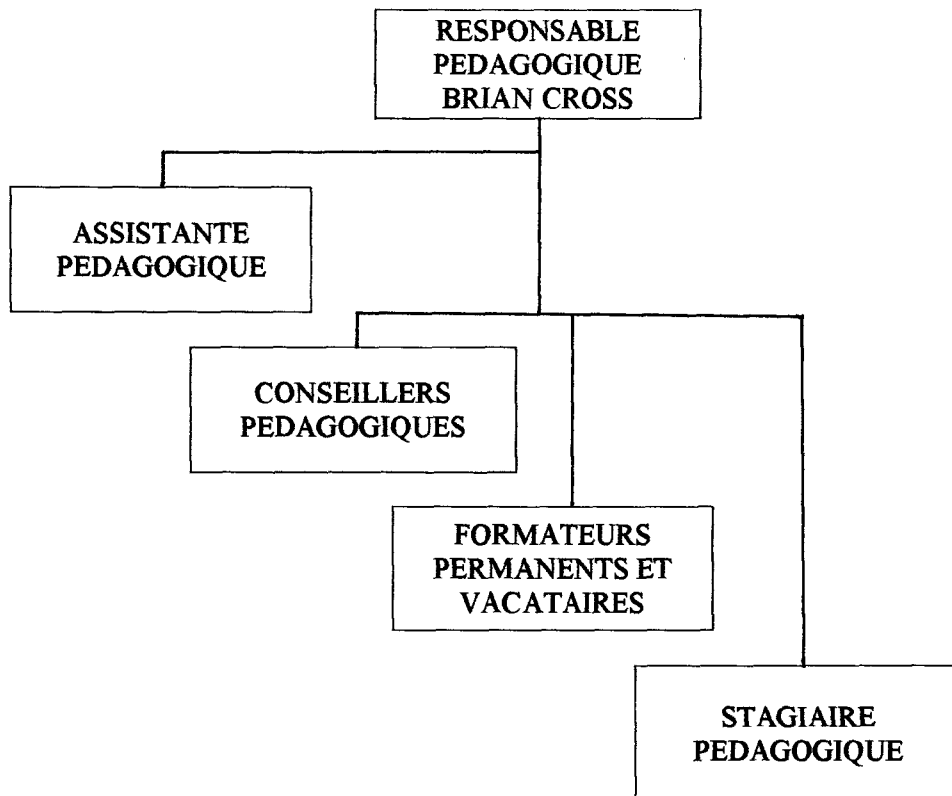 RESPONSABLE
PEDAGOGIQUE
BRIAN CROSS
ASSISTANTE
PEDAGOGIQUE
CONSEILLERS
PEDAGOGIQUES
FORMATEURS
PERMANENTS ET
VACATAIRES
STAGIAIRE
PEDAGOGIQUE